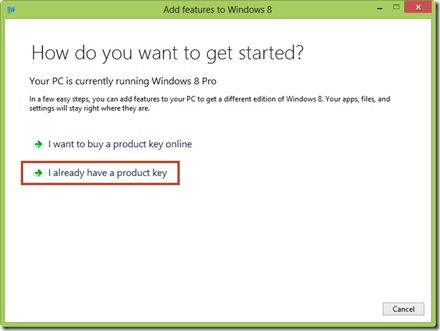 Add features to Windows 8
How do you want to get started?
Your PC is currently running Windows 8 Pro
In a few easy steps, you can add features to your PC to get a different edition of Windows 8. Your apps, files, and
settings will stay right where they are.
I want to buy a product key online
I already have a product key
Cancel